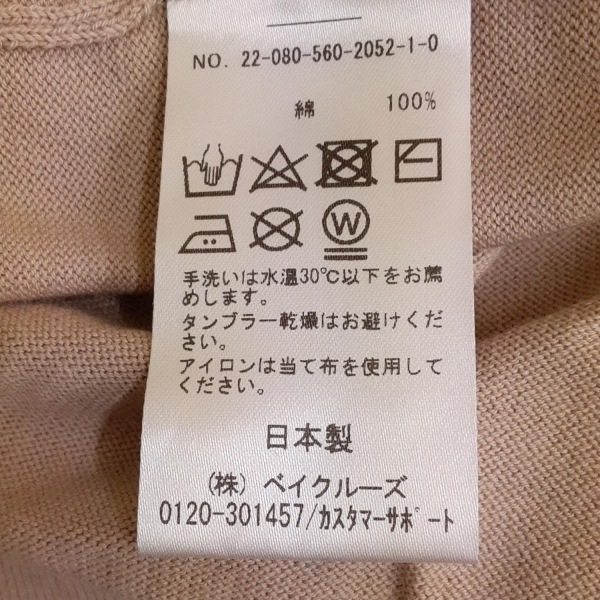 NO. 22-080-560-2052-1-0
綿 100%
W
手洗いは水温30℃以下をお薦
めします。
タンブラー乾燥はお避けくだ
さい。
アイロンは当て布を使用して
ください。
日本製
(株) ベイクルーズ
0120-301457/ｶｽﾀﾏｰｻﾎﾟｰﾄ